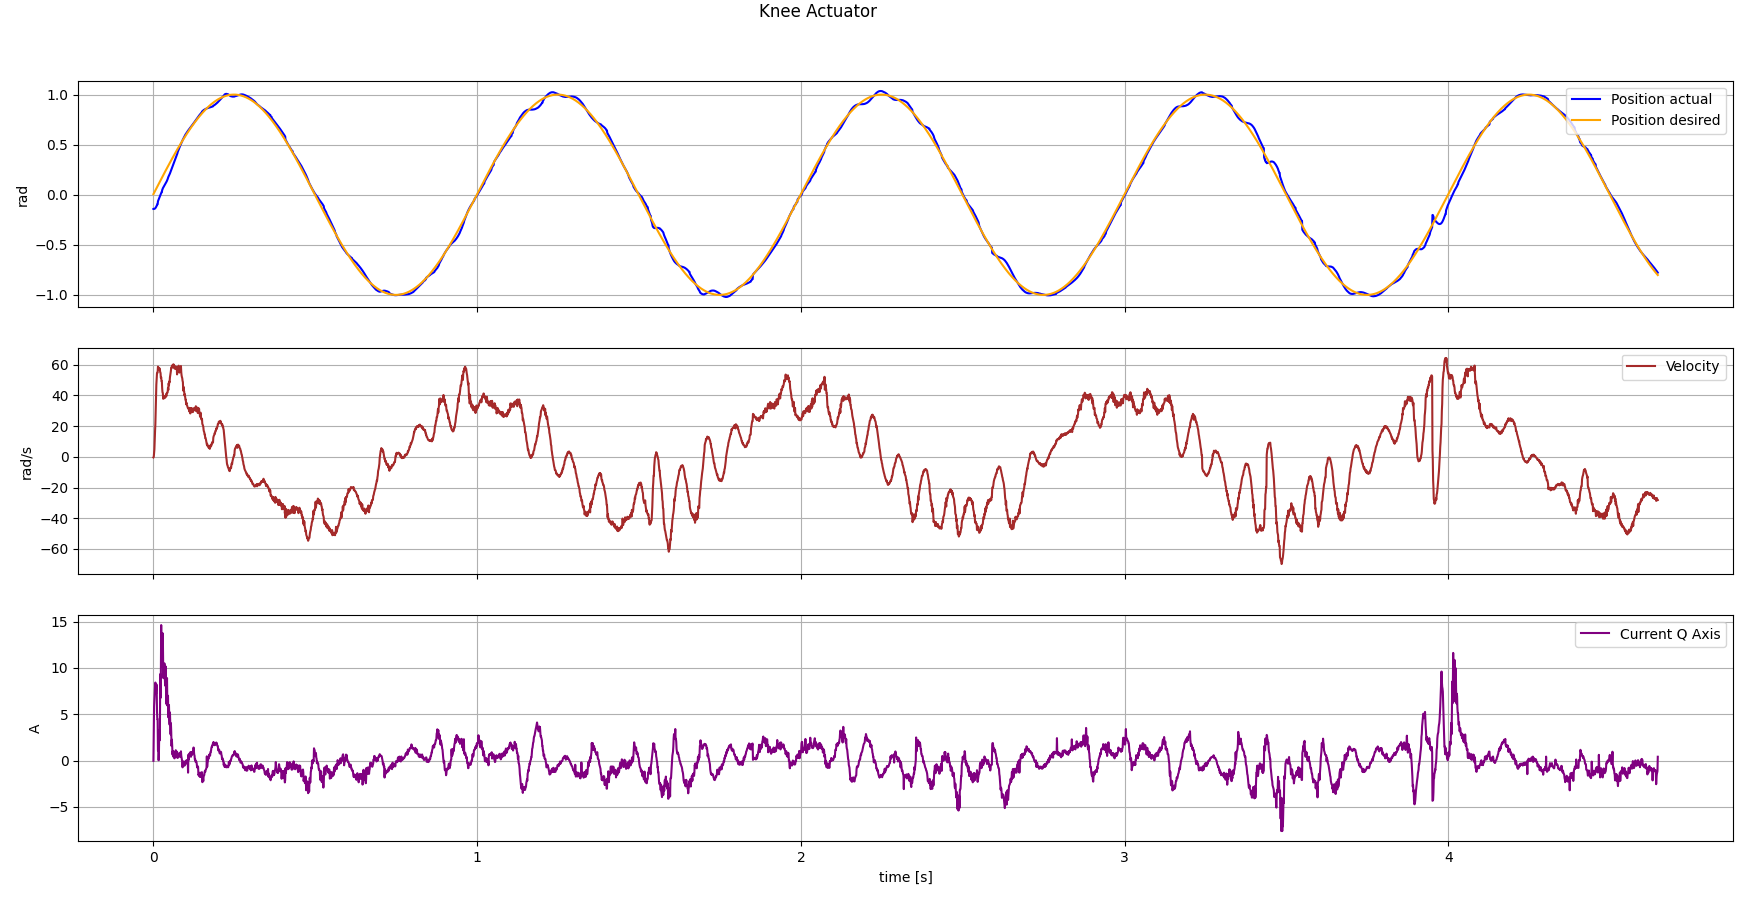 Knee Actuator
1.0
0.5
0.0
−0.5
−1.0
rad
Position actual
Position desired
60
40
20
0
−20
−40
−60
rad/s
Velocity
15
10
5
0
−5
A
Current Q Axis
0 1 2 3 4
time [s]